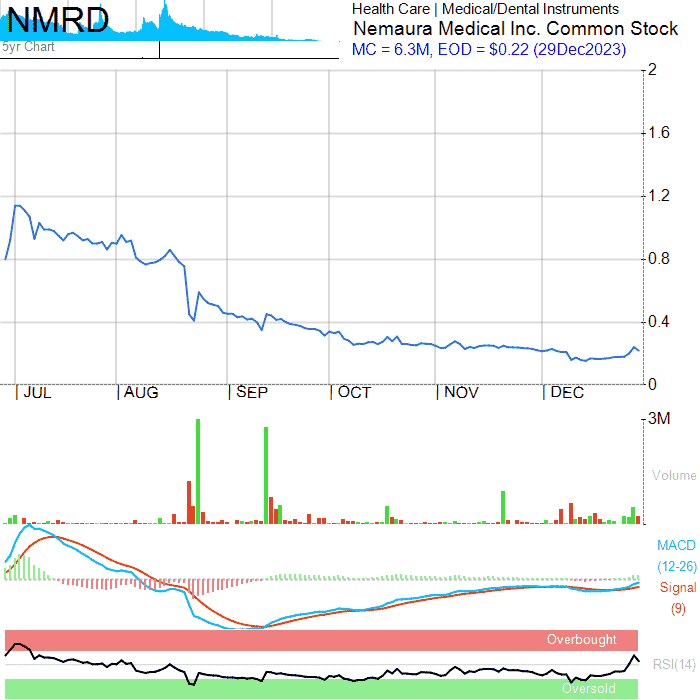 NMRD
5yr Chart
Health Care | Medical/Dental Instruments
Nemaura Medical Inc. Common Stock
MC = 6.3M, EOD = $0.22 (29Dec2023)
2
1.6
1.2
0.8
0.4
0
|JUL |AUG |SEP |OCT |NOV |DEC
3M
Volume
MACD
(12-26)
Signal
(9)
Overbought
RSI(14)
Oversold